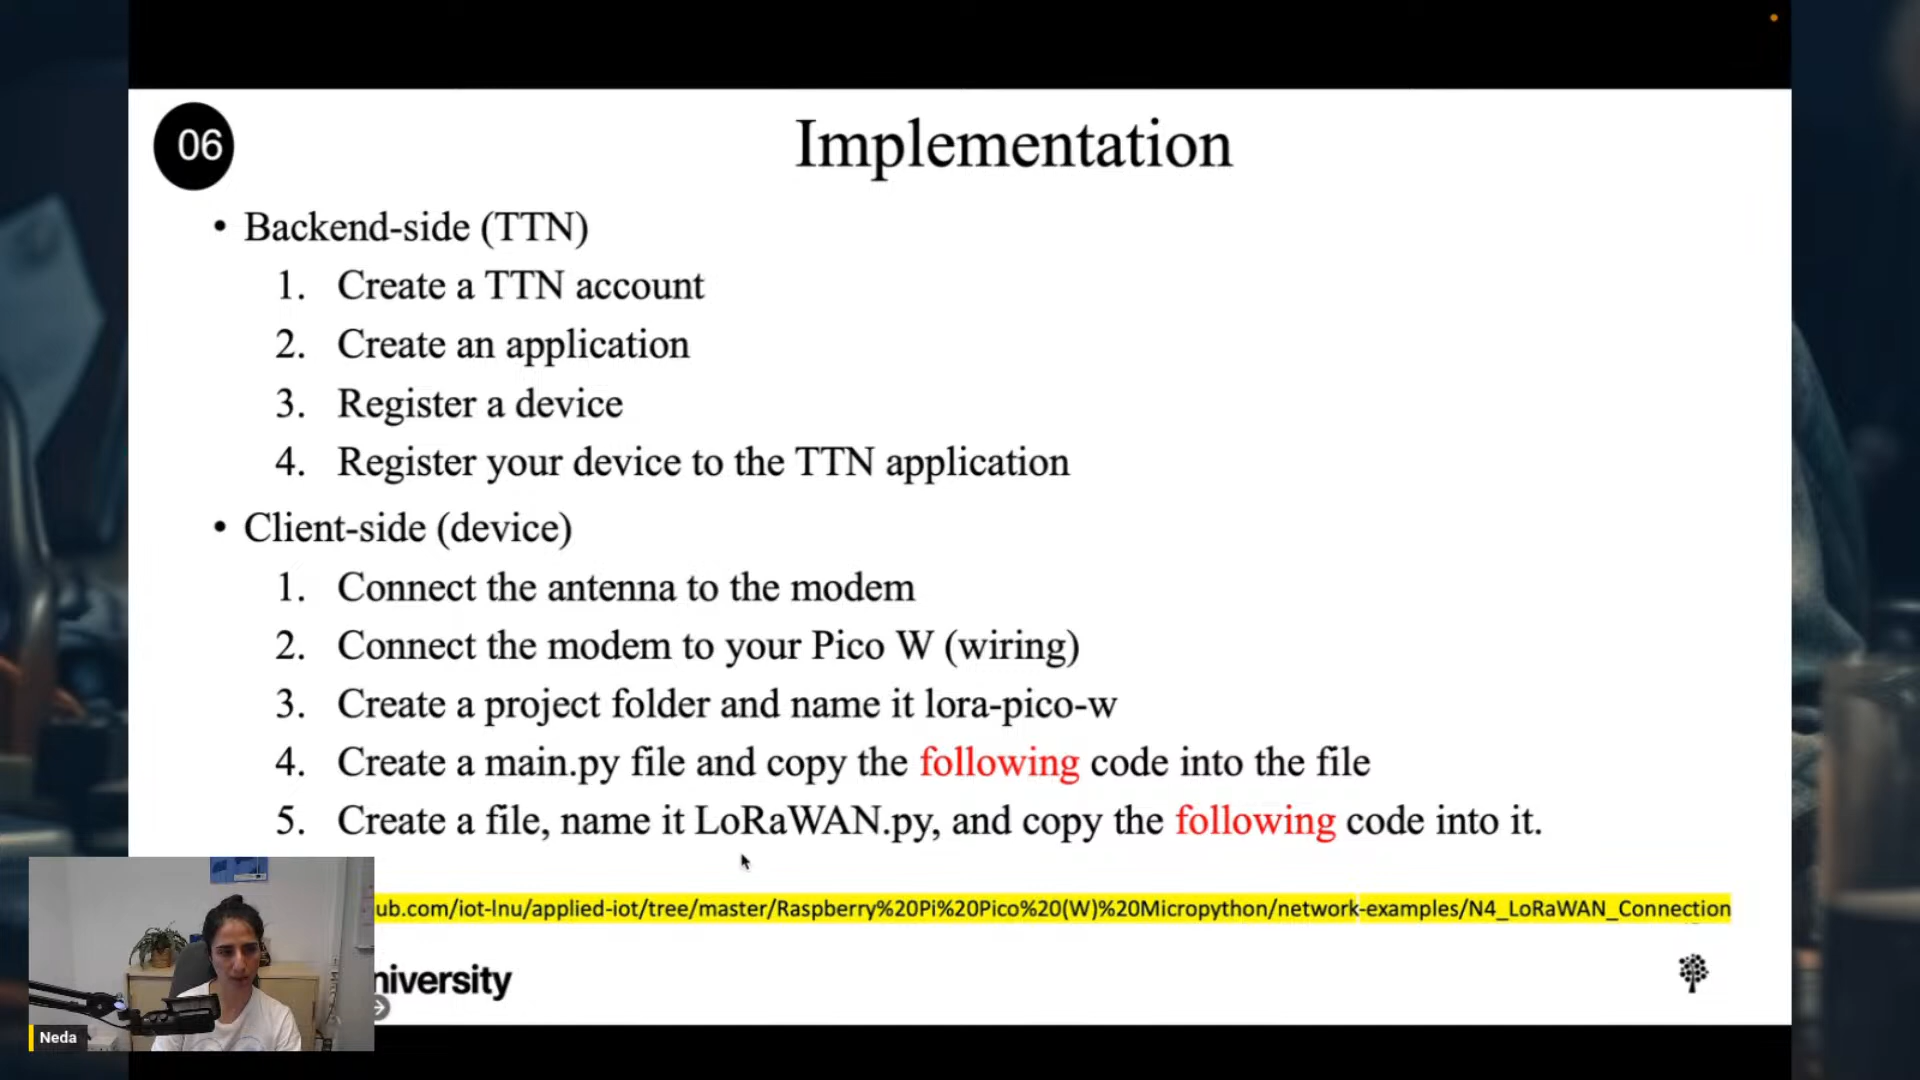 06
Implementation
• Backend-side (TTN)
1. Create a TTN account
2. Create an application
3. Register a device
4. Register your device to the TTN application
• Client-side (device)
1. Connect the antenna to the modem
2. Connect the modem to your Pico W (wiring)
3. Create a project folder and name it lora-pico-w
4. Create a main.py file and copy the following code into the file
5. Create a file, name it LoRaWAN.py, and copy the following code into it.
ub.com/iot-lnu/applied-iot/tree/master/Raspberry%20Pi%20Pico%20(W)%20Micropython/network-examples/N4_LoRaWAN_Connection
niversity
Neda